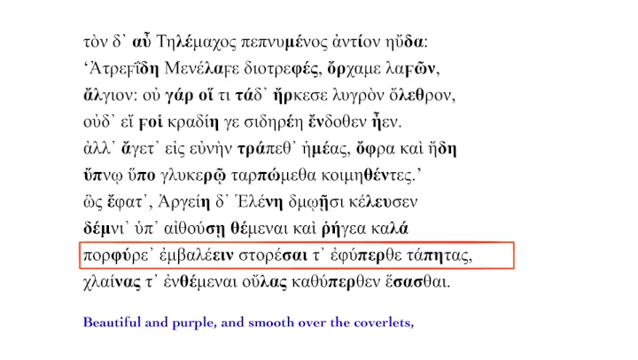 τὸν δ᾽ αὖ Τηλέμαχος πεπνυμένος ἀντίον ηὔδα:
‘Ἀτρεϝΐδη Μενέλαϝε διοτρεφές, ὄρχαμε λαϝῶν,
ἄλγιον: οὐ γάρ οἵ τι τάδ᾽ ἤρκεσε λυγρὸν ὄλεθρον,
οὐδ᾽ εἴ ϝοἱ κραδίη γε σιδηρέη ἔνδοθεν ἦεν.
ἀλλ᾽ ἄγετ᾽ εἰς εὐνὴν τράπεθ᾽ ἡμέας, ὄφρα καὶ ἤδη
ὕπνῳ ὕπο γλυκερῷ ταρπώμεθα κοιμηθέντες.’
ὣς ἔφατ᾽, Ἀργείη δ᾽ Ἑλένη δμῳῇσι κέλευσεν
δέμνι᾽ ὑπ᾽ αἰθούσῃ θέμεναι καὶ ῥήγεα καλά
πορφύρε᾽ ἐμβαλέειν στορέσαι τ᾽ ἐφύπερθε τάπητας,
χλαίνας τ᾽ ἐνθέμεναι οὔλας καθύπερθεν ἕσασθαι.
Beautiful and purple, and smooth over the coverlets,